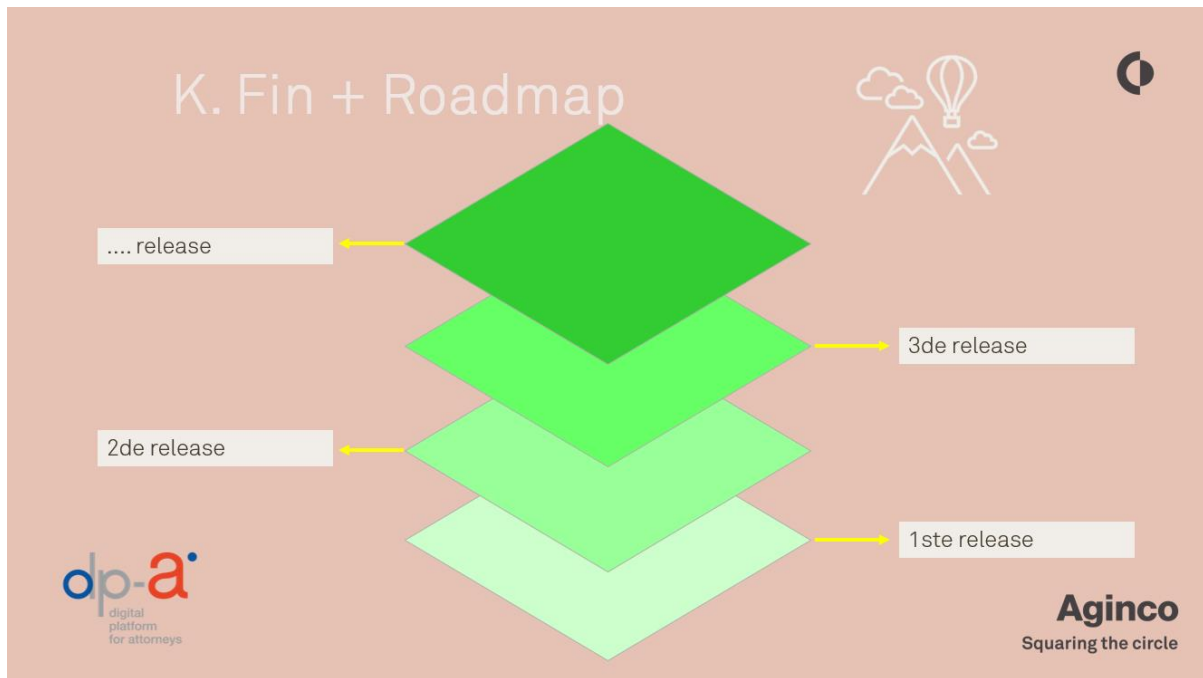 K. Fin + Roadmap
.... release
3de release
2de release
1ste release
dp-a
digital
platform
for attorneys
Aginco
Squaring the circle